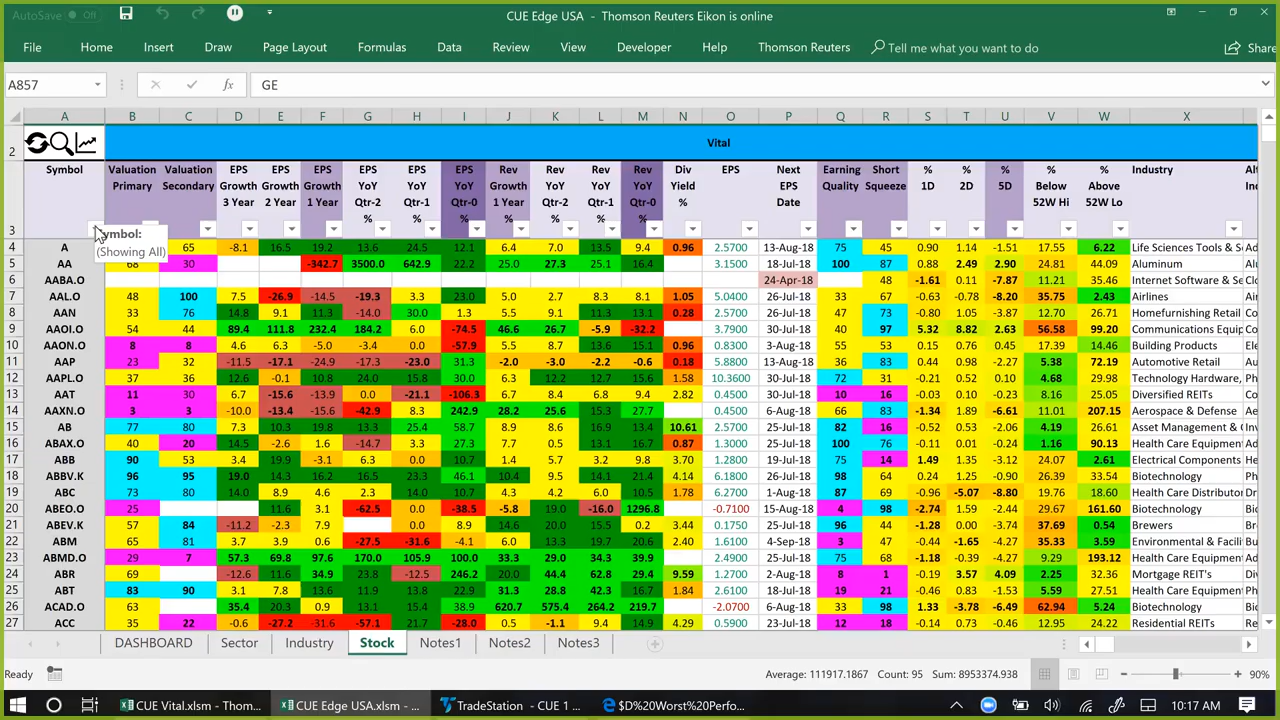 AutoSave Off CUE Edge USA - Thomson Reuters Eikon is online
File Home Insert Draw Page Layout Formulas Data Review View Developer Help Thomson Reuters Tell me what you want to do Share
A857 fx GE
A B C D E F G H I J K L M N O P Q R S T U V W X
2 Vital
Symbol Valuation Primary Valuation Secondary EPS Growth 3 Year EPS Growth 2 Year EPS Growth 1 Year EPS YoY Qtr-2 % EPS YoY Qtr-1 % EPS YoY Qtr-0 % Rev Growth 1 Year % Rev YoY Qtr-2 % Rev YoY Qtr-1 % Rev YoY Qtr-0 % Div Yield % EPS Next EPS Date Earning Quality Short Squeeze % 1D % 2D % 5D % Below 52W Hi % Above 52W Lo Industry
3
Symbol:
(Showing All)
4 A 65 -8.1 16.5 19.2 13.6 24.5 12.1 6.4 7.0 13.5 9.4 0.96 2.5700 13-Aug-18 75 45 0.90 1.14 -1.51 17.55 6.22 Life Sciences Tools & S
5 AA 68 30 -342.7 3500.0 642.9 22.2 25.0 27.3 25.1 16.4 3.1500 18-Jul-18 100 87 0.88 2.49 2.90 24.81 44.09 Aluminum
6 AABA.O 24-Apr-18 48 -1.61 -7.87 11.21 35.46 Internet Software & Se
7 AAL.O 48 100 7.5 -26.9 -14.5 -19.3 3.3 23.0 5.0 2.7 8.3 8.1 1.05 5.0400 26-Jul-18 33 67 -0.63 -0.78 -8.20 35.75 2.43 Airlines
8 AAN 33 76 14.8 9.1 11.3 -14.0 30.0 1.3 5.5 9.1 11.3 13.1 0.28 26-Jul-18 47 73 -0.80 1.05 -3.87 12.70 26.71 Homefurnishing Retail
9 AAOI.O 54 44 89.4 111.8 232.4 184.2 6.0 -74.5 46.6 26.7 -5.9 -32.2 3.7900 30-Jul-18 40 97 5.32 8.82 2.63 56.58 99.20 Communications Equip
10 AAON.O 8 8 4.6 6.3 -5.0 -3.4 0.0 -57.9 5.5 8.7 13.6 15.1 0.96 0.8300 2-Aug-18 55 33 0.15 0.76 0.45 17.39 14.46 Building Products
11 AAP 23 32 -11.5 -17.1 -24.9 -17.3 -23.0 31.3 -2.0 -3.0 -2.2 -0.6 0.18 5.8800 13-Aug-18 36 83 0.44 0.98 -2.27 5.38 72.19 Automotive Retail
12 AAPL.O 37 36 12.6 -0.1 10.8 24.0 15.8 30.0 6.3 12.2 12.7 15.6 1.58 10.3600 30-Jul-18 72 31 -0.21 0.52 0.10 4.68 29.98 Technology Hardware,
13 AAT 11 30 6.7 -15.6 -13.9 0.0 -21.1 -106.3 6.7 8.4 6.8 9.4 2.82 0.4500 30-Jul-18 10 16 -0.13 0.03 -0.93 8.16 25.05 Diversified REITs
14 AAXN.O 3 3 -10.0 -13.4 -15.6 -42.9 8.3 242.9 28.2 25.6 15.3 27.7 0.4500 6-Aug-18 66 83 -1.34 1.99 -6.61 11.01 207.15 Aerospace & Defense
15 AB 77 80 7.3 10.3 19.8 13.3 25.4 58.7 8.9 8.6 16.9 13.4 10.61 2.6700 25-Jul-18 82 16 -0.52 0.53 -2.03 4.19 26.61 Asset Management &
16 ABAX.O 40 20 14.5 -2.6 1.6 -14.7 11.4 27.3 4.4 6.0 13.1 16.7 0.87 1.3000 26-Jul-18 100 76 -0.11 0.01 -0.24 1.16 90.13 Health Care Equipment
17 ABB 90 53 3.4 19.9 -3.1 6.3 0.0 10.7 1.4 5.7 3.2 9.8 3.70 1.2800 19-Jul-18 75 14 1.49 1.35 -3.12 24.07 2.61 Electrical Components
18 ABBV.K 96 95 19.0 14.3 16.2 16.5 24.0 46.1 10.4 9.5 14.1 21.4 4.14 6.1800 27-Jul-18 98 64 0.24 1.25 -0.90 26.39 33.54 Biotechnology
19 ABC 73 80 14.0 8.9 4.6 2.3 14.0 10.7 4.3 4.2 6.0 10.5 1.78 6.2700 1-Aug-18 87 69 -0.96 -5.07 -8.80 19.76 18.60 Health Care Distributor
20 ABEO.O 25 11.6 3.1 -62.5 0.0 -38.5 -5.8 19.0 -16.0 1296.8 -0.7100 15-Aug-18 4 98 -2.74 1.59 -0.91 29.66 161.60 Biotechnology
21 ABEV.K 57 84 -11.2 -2.3 7.9 0.0 8.9 14.6 20.0 15.5 0.2 3.44 0.1750 26-Jul-18 96 44 -1.28 0.00 -3.74 37.69 0.54 Brewers
22 ABM 65 81 3.7 3.9 0.6 -27.5 -31.6 -4.1 6.0 13.3 19.7 20.6 2.40 1.6100 4-Sep-18 3 47 -0.44 -1.65 -0.53 35.33 3.59 Environmental & Facili
23 ABMD.O 29 7 57.3 69.8 97.6 170.0 105.9 100.0 33.3 29.0 34.3 39.9 2.4900 25-Jul-18 75 68 -1.18 -0.39 -4.27 9.29 193.12 Health Care Equipment
24 ABR 69 -12.6 11.6 34.9 23.8 -12.5 246.2 20.0 44.4 62.8 29.4 9.59 1.2700 2-Aug-18 8 1 -0.19 3.57 4.09 2.25 32.36 Mortgage REIT's
25 ABT 83 90 3.1 7.8 13.6 11.9 13.8 22.9 31.3 28.8 42.3 16.7 1.84 2.6100 18-Jul-18 19 21 -0.46 0.83 -1.59 5.59 27.51 Health Care Equipment
26 ACAD.O 63 35.4 20.3 0.9 13.1 15.4 38.9 620.7 575.4 264.2 219.7 -2.0700 8-Aug-18 33 98 1.33 -3.78 -6.49 62.94 5.24 Biotechnology
27 ACC 35 22 -0.6 -27.2 -31.6 -57.1 -1.7 -28.0 0.5 -1.1 9.4 14.9 4.29 0.5900 23-Jul-18 12 18 -0.14 0.73 -0.46 12.95 24.22 Residential REITs
DASHBOARD Sector Industry Stock Notes1 Notes2 Notes3
Ready Average: 111917.1867 Count: 95 Sum: 8953374.938 90%
CUE Vital.xlsm - Thom... CUE Edge USA.xlsm - ... TradeStation - CUE 1 ... $D%20Worst%20Perfo... 10:17 AM